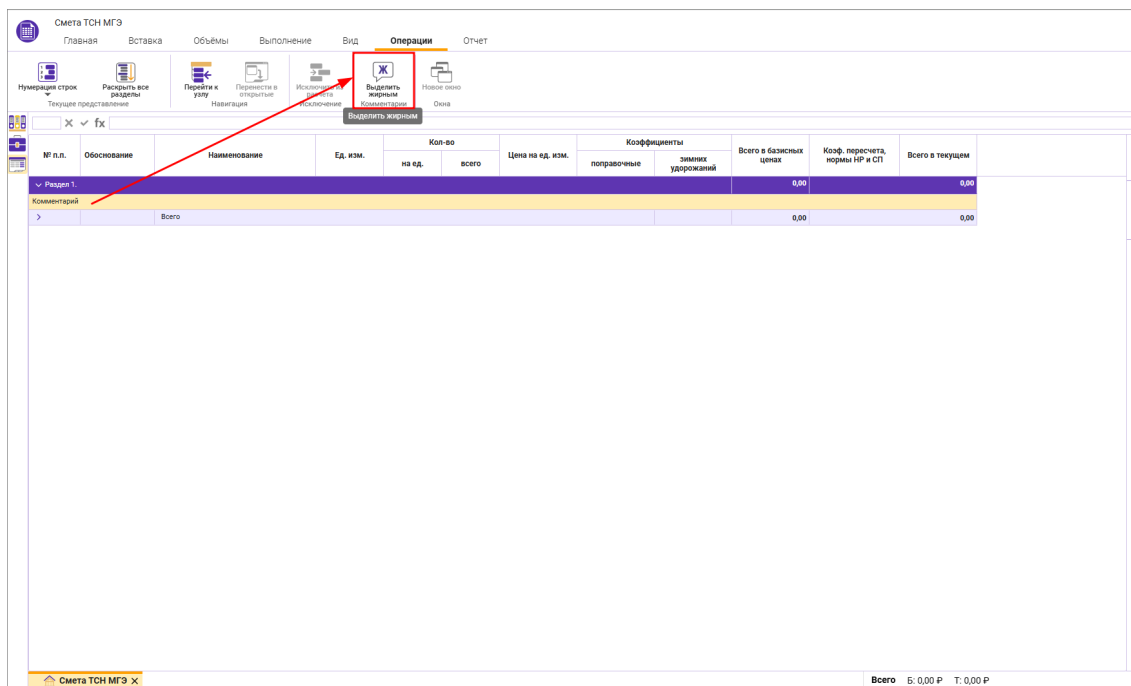 Смета ТСН МГЭ
Главная Вставка Объёмы Выполнение Вид Операции Отчет
Нумерация строк
Раскрыть все разделы
Текущее представление
Перейти к узлу
Перенести в открытые
Навигация
Исключить из расчета
Исключение
Ж
Выделить жирным
Комментарии
Новое окно
Окна
Выделить жирным
fx
№ п.п. Обоснование Наименование Ед. изм. Кол-во Цена на ед. изм. Коэффициенты Всего в базисных ценах Коэф. пересчета, нормы НР и СП Всего в текущем
на ед. всего поправочные зимних удорожаний
Раздел 1. 0,00 0,00
Комментарий
Всего 0,00 0,00
Смета ТСН МГЭ Всего Б: 0,00 ₽ Т: 0,00 ₽